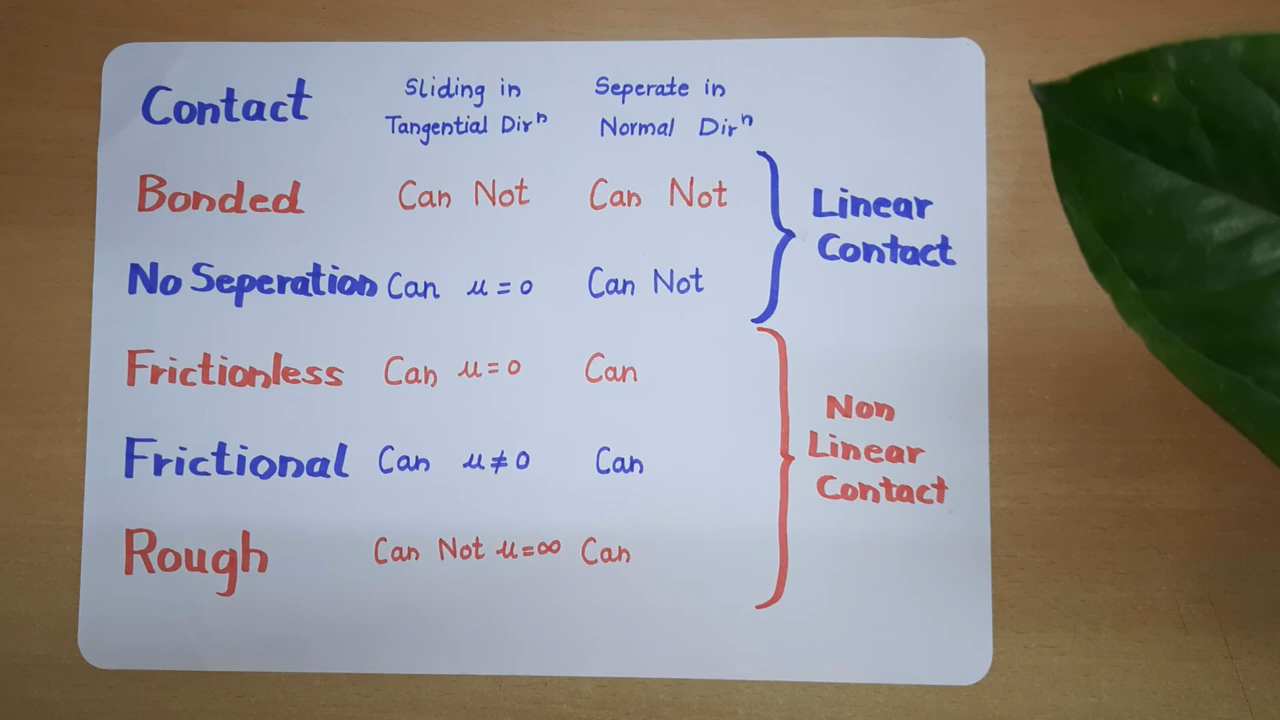 Contact
Sliding in
Tangential Dirⁿ
Seperate in
Normal Dirⁿ
Bonded Can Not Can Not
No Seperation Can μ = 0 Can Not
Linear
Contact
Frictionless Can μ = 0 Can
Frictional Can μ ≠ 0 Can
Rough Can Not μ = ∞ Can
Non
Linear
Contact